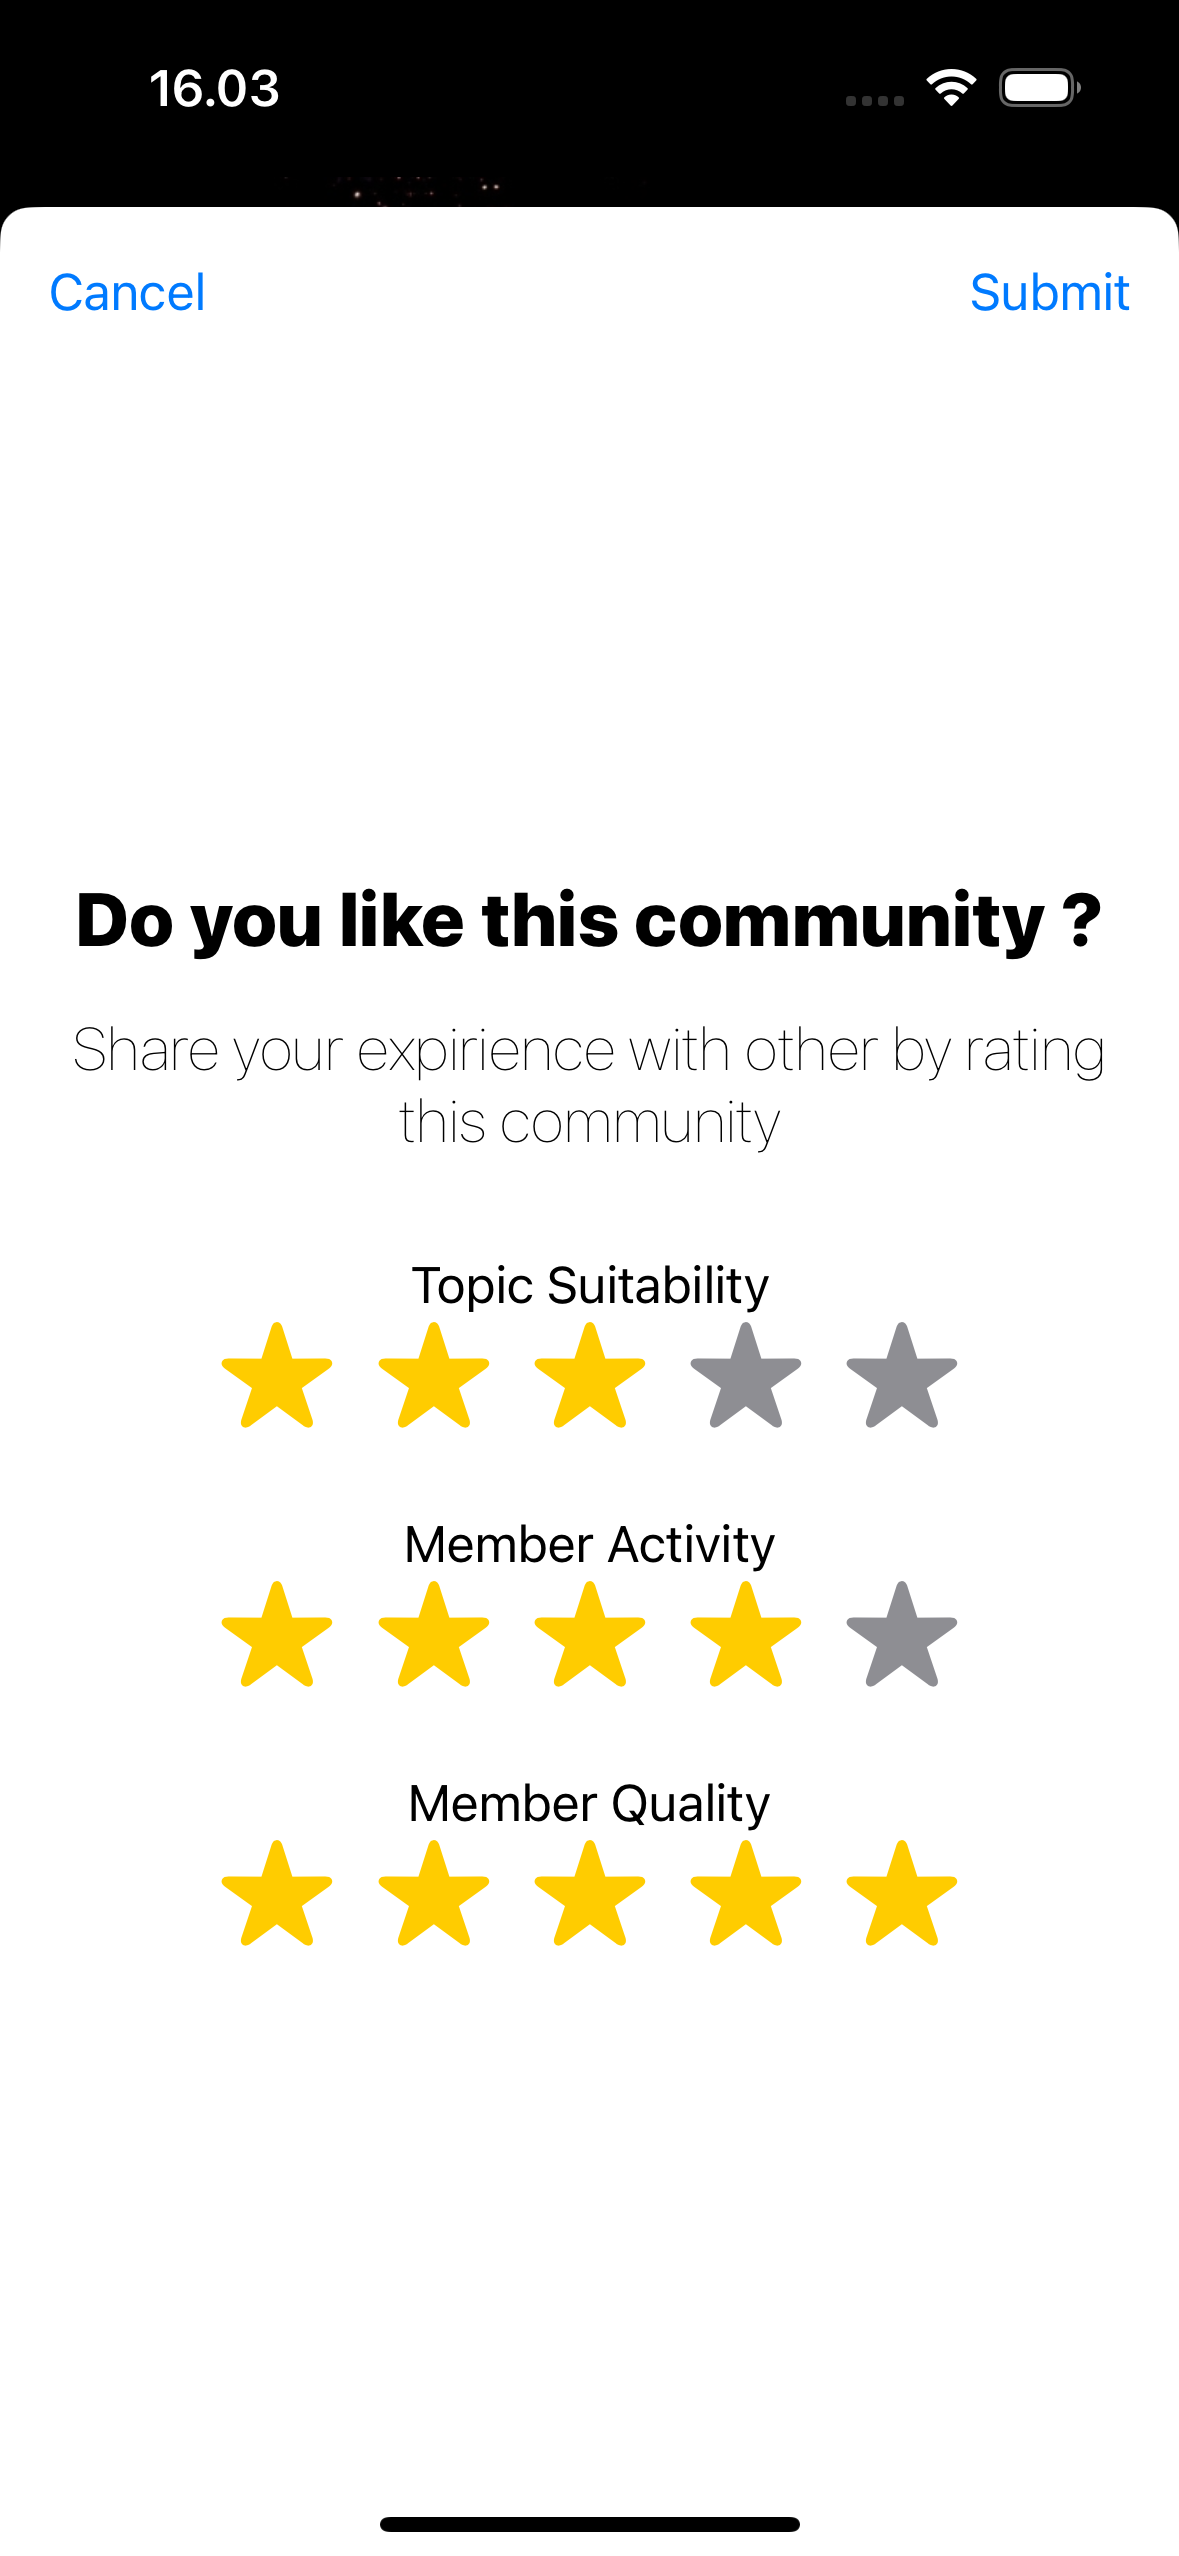 16.03
Cancel
Submit
Do you like this community ?
Share your expirience with other by rating
this community
Topic Suitability
Member Activity
Member Quality